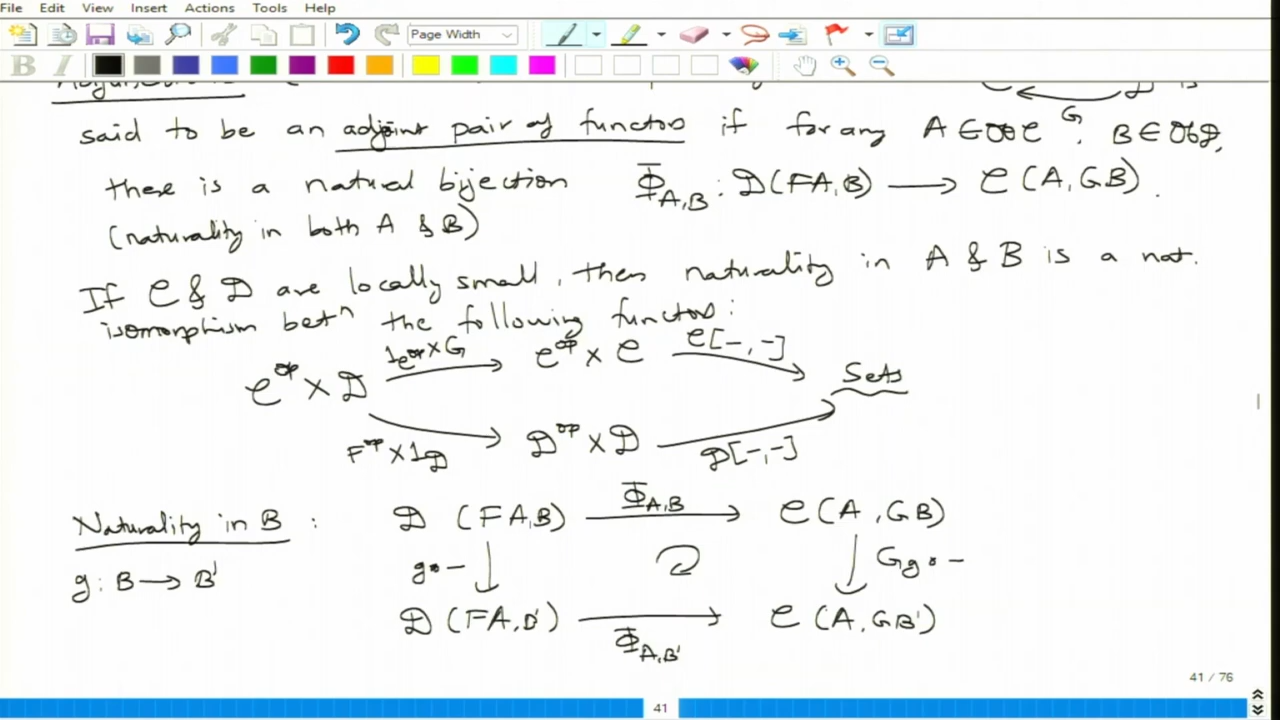 File Edit View Insert Actions Tools Help
Page Width
B I
said to be an adjoint pair of functors if for any A ∈ Ob C, B ∈ Ob D,
G
there is a natural bijection Φ_{A,B} : D(FA,B) ⟶ C(A,GB).
(naturality in both A & B)
If C & D are locally small, then naturality in A & B is a nat.
isomorphism betⁿ the following functors:
C^op × D 1_{C^op}×G C^op × C C[-,-] Sets
F^op×1_D D^op × D D[-,-]
Naturality in B : D (FA,B) Φ_{A,B} C(A,GB)
g: B ⟶ B' g∘- Gg∘-
D (FA,B') Φ_{A,B'} C(A,GB')
41 / 76
41